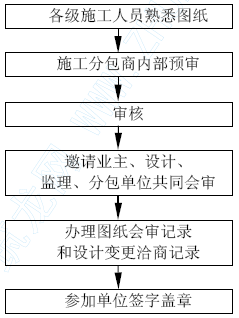 各级施工人员熟悉图纸
施工分包商内部预审
审核
邀请业主、设计、
监理、分包单位共同会审
办理图纸会审记录
和设计变更洽商记录
参加单位签字盖章